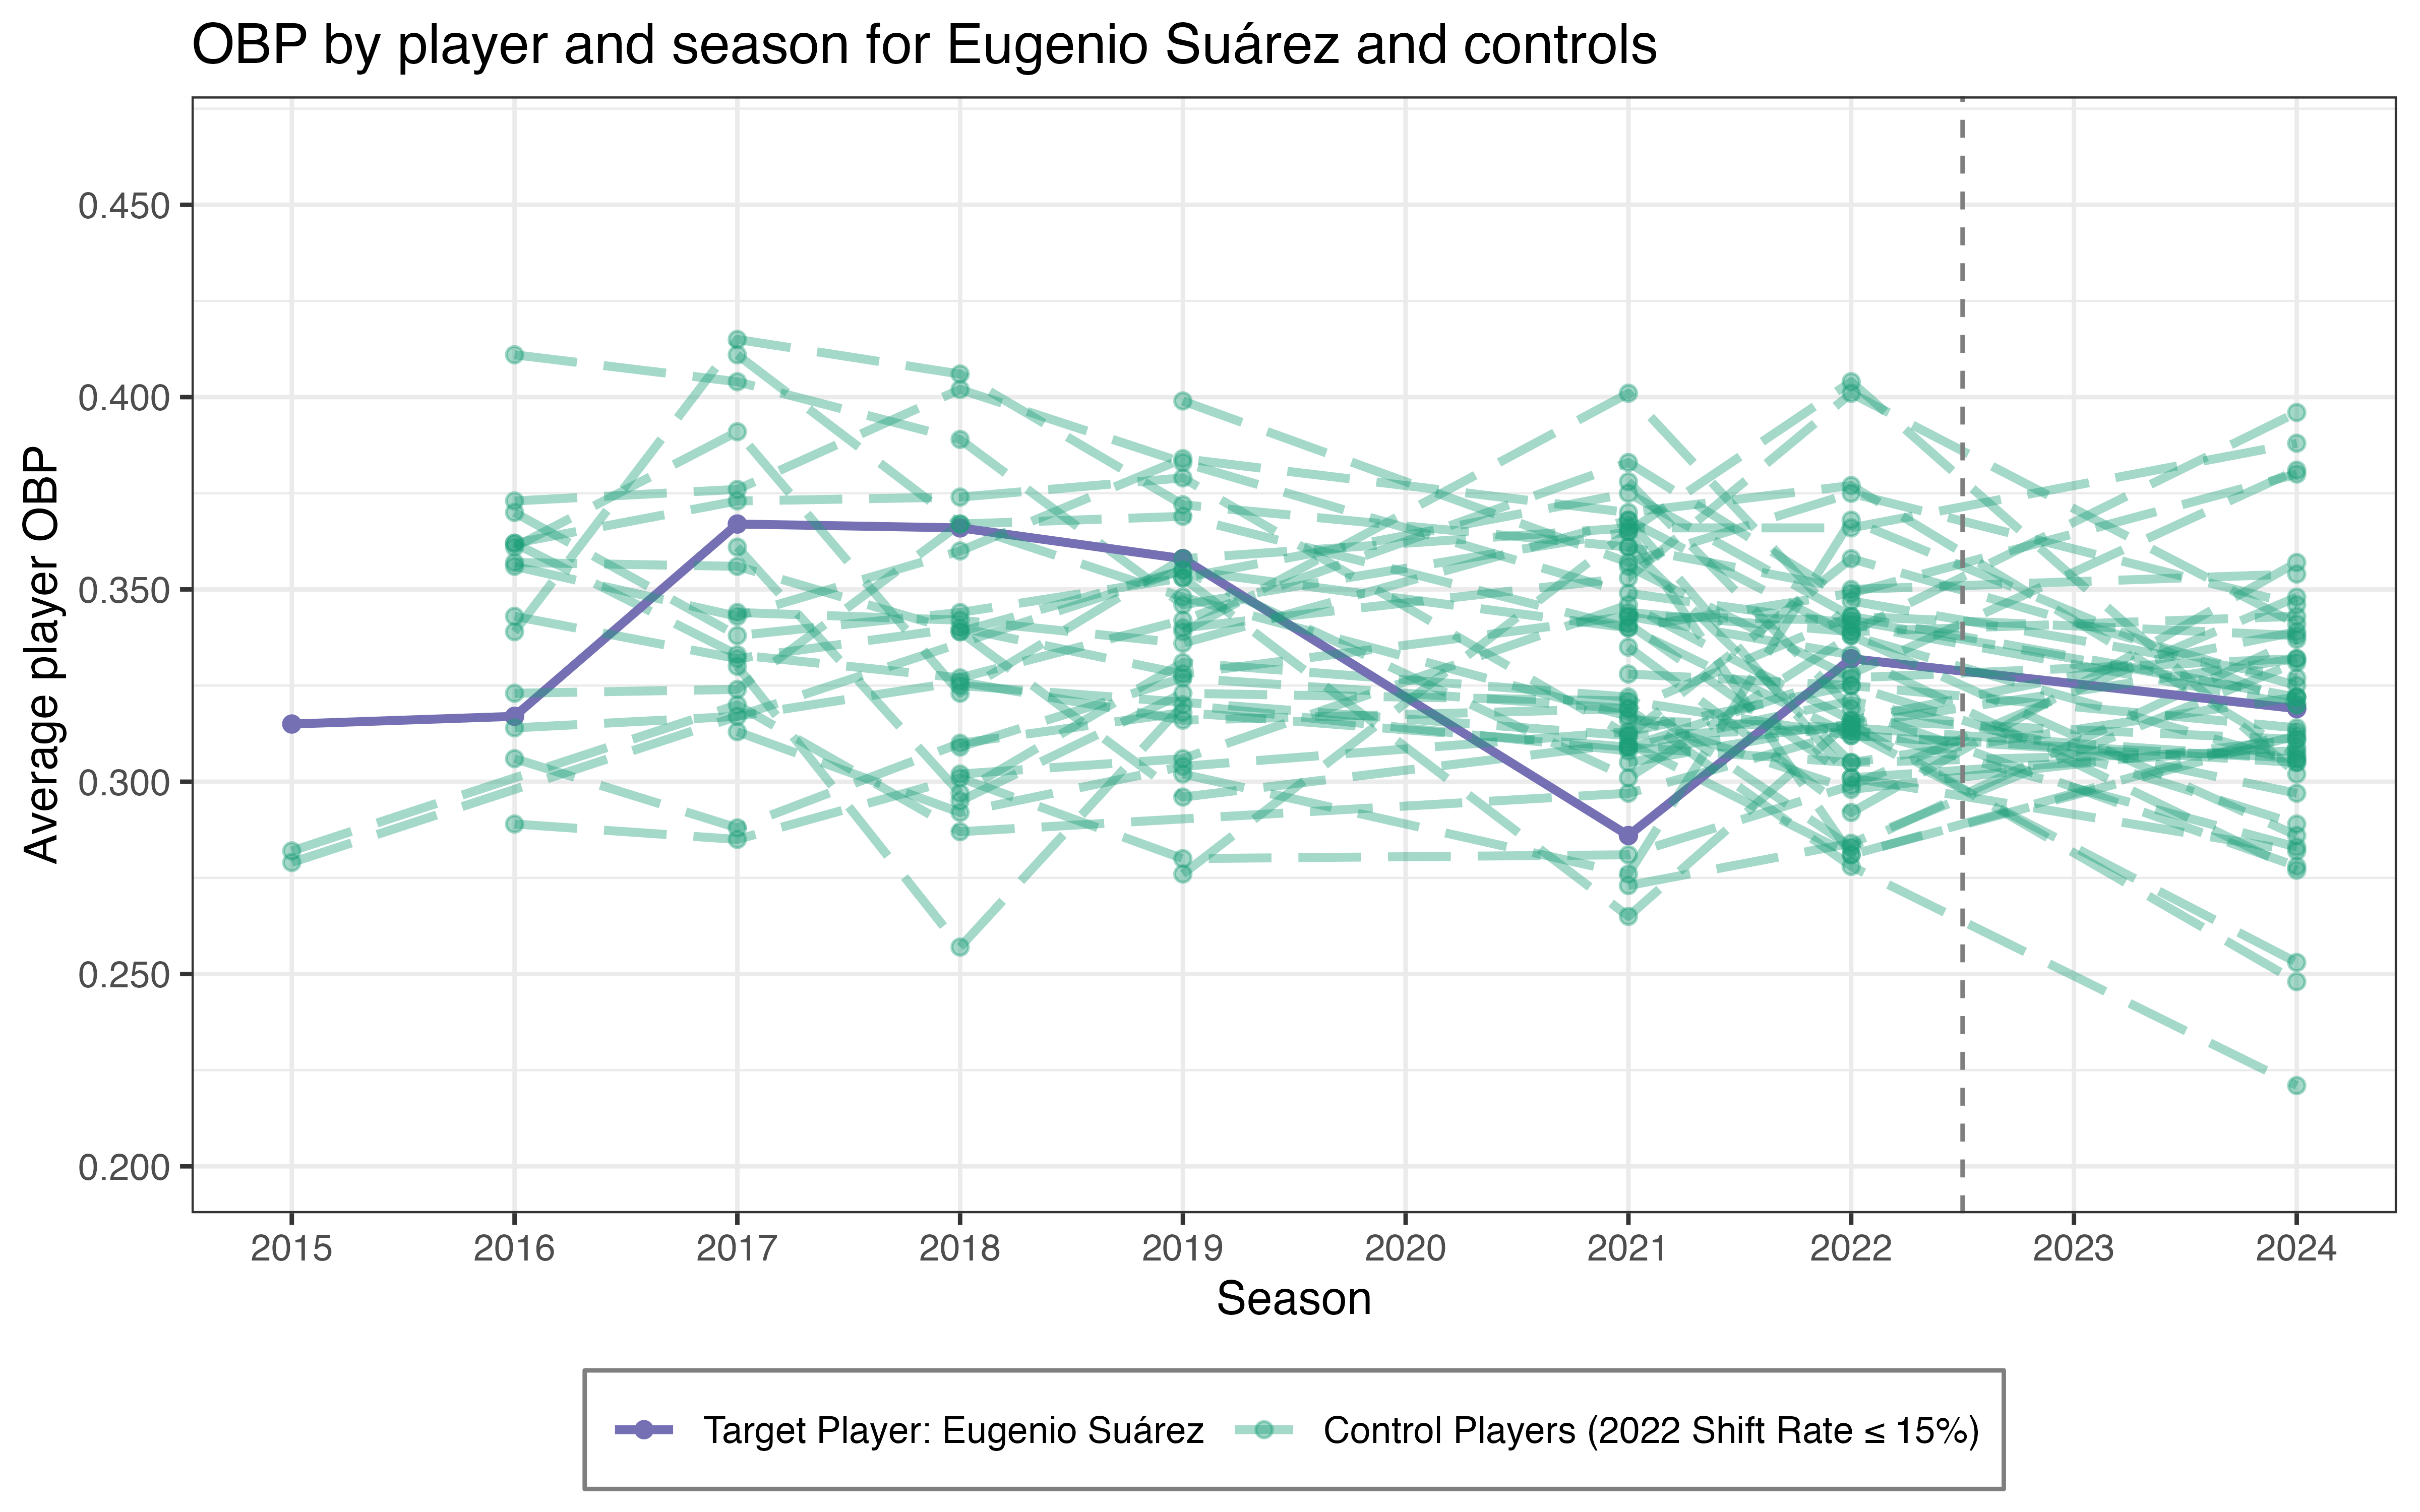 OBP by player and season for Eugenio Suárez and controls
Average player OBP
0.450
0.400
0.350
0.300
0.250
0.200
2015 2016 2017 2018 2019 2020 2021 2022 2023 2024
Season
Target Player: Eugenio Suárez Control Players (2022 Shift Rate ≤ 15%)